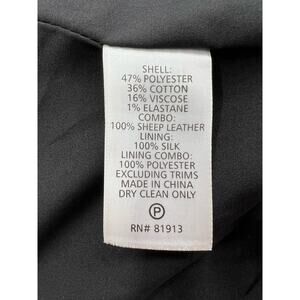 SHELL:
47% POLYESTER
36% COTTON
16% VISCOSE
1% ELASTANE
COMBO:
100% SHEEP LEATHER
LINING:
100% SILK
LINING COMBO:
100% POLYESTER
EXCLUDING TRIMS
MADE IN CHINA
DRY CLEAN ONLY
P
RN# 81913